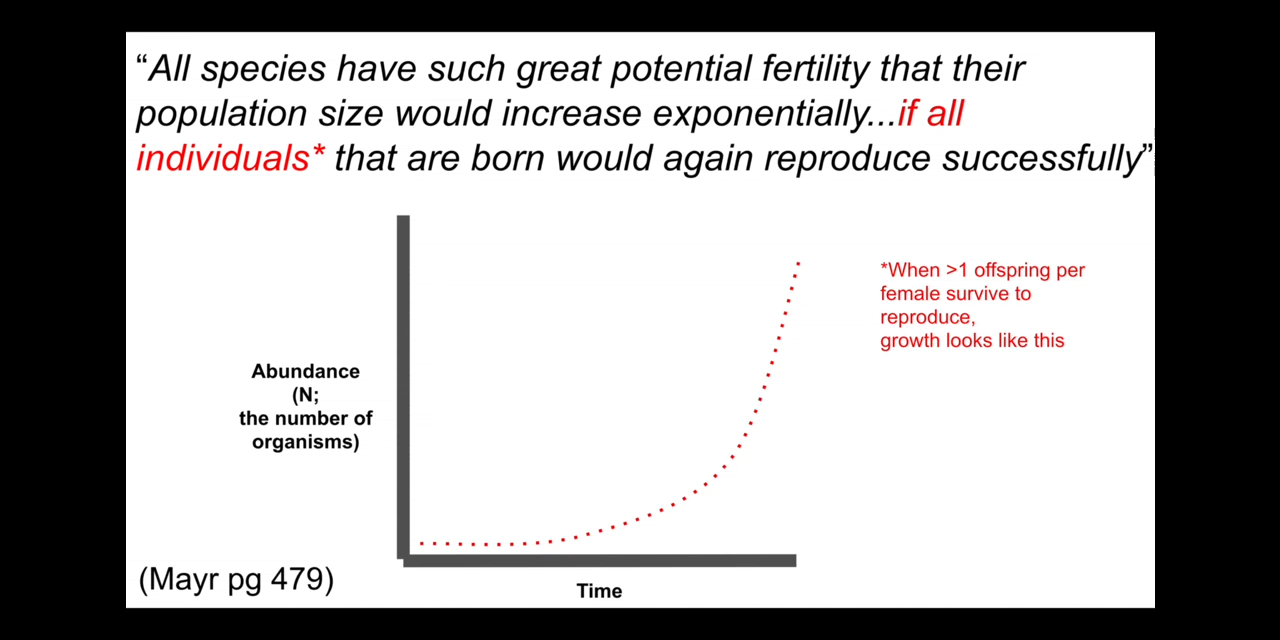 “All species have such great potential fertility that their
population size would increase exponentially...if all
individuals* that are born would again reproduce successfully”
*When >1 offspring per
female survive to
reproduce,
growth looks like this
Abundance
(N;
the number of
organisms)
(Mayr pg 479)
Time